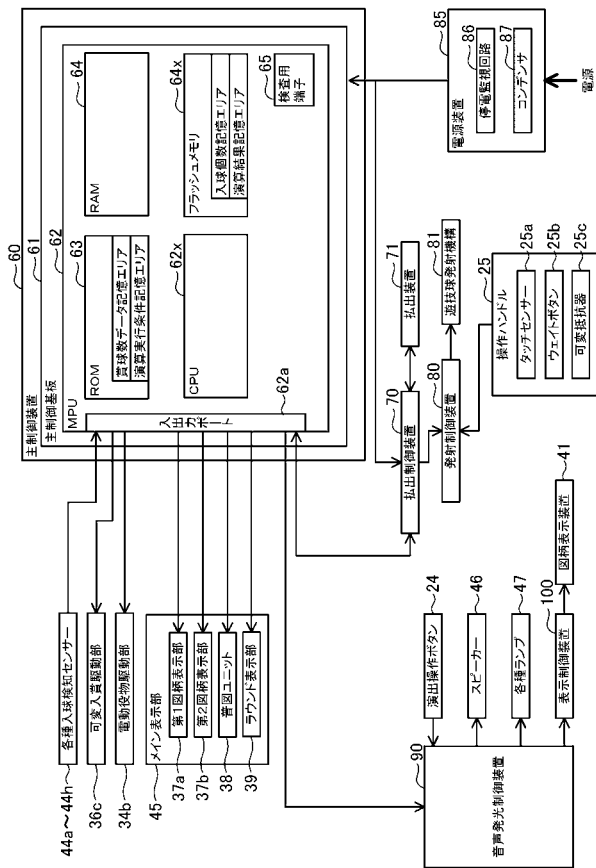 60
主制御装置
61
主制御基板
62
MPU
63
ROM
賞球数データ記憶エリア
演算実行条件記憶エリア
64
RAM
62x
CPU
64x
フラッシュメモリ
入球個数記憶エリア
演算結果記憶エリア
65
検査用
端子
62a
入出力ポート
44a～44h
各種入球検知センサー
36c
可変入賞駆動部
34b
電動役物駆動部
45
メイン表示部
37a
第1図柄表示部
37b
第2図柄表示部
38
普図ユニット
39
ラウンド表示部
70
払出制御装置
71
払出装置
80
発射制御装置
81
遊技球発射機構
85
電源装置
86
停電監視回路
87
コンデンサ
電源
25
操作ハンドル
25a
タッチセンサー
25b
ウェイトボタン
25c
可変抵抗器
90
音声発光制御装置
24
演出操作ボタン
46
スピーカー
47
各種ランプ
100
表示制御装置
41
図柄表示装置